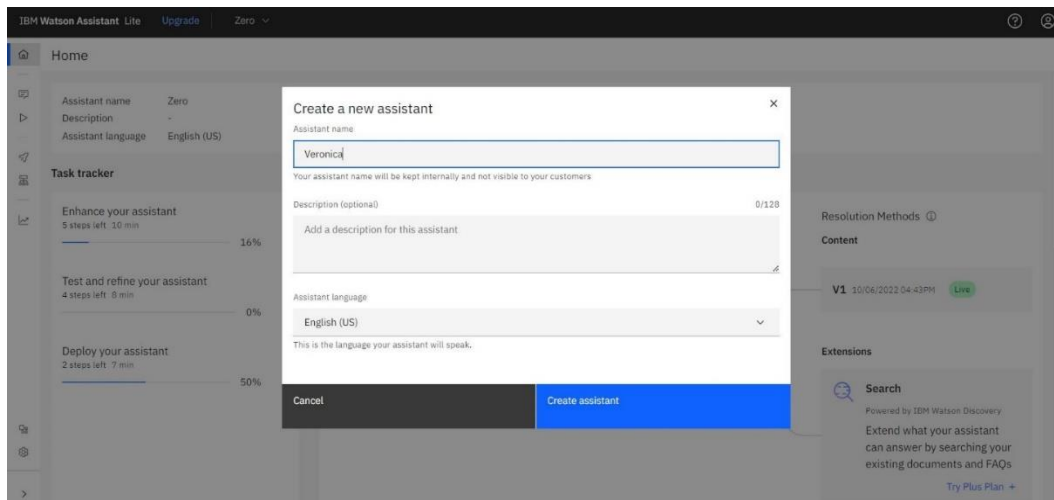 IBM Watson Assistant Lite Upgrade Zero
Home
Assistant name Zero
Description -
Assistant language English (US)
Task tracker
Enhance your assistant
5 steps left 10 min
16%
Test and refine your assistant
4 steps left 8 min
0%
Deploy your assistant
2 steps left 7 min
50%
Create a new assistant
Assistant name
Veronica
Your assistant name will be kept internally and not visible to your customers
Description (optional) 0/128
Add a description for this assistant
Assistant language
English (US)
This is the language your assistant will speak.
Cancel
Create assistant
Resolution Methods
Content
V1 10/06/2022 04:43PM Live
Extensions
Search
Powered by IBM Watson Discovery
Extend what your assistant
can answer by searching your
existing documents and FAQs
Try Plus Plan +